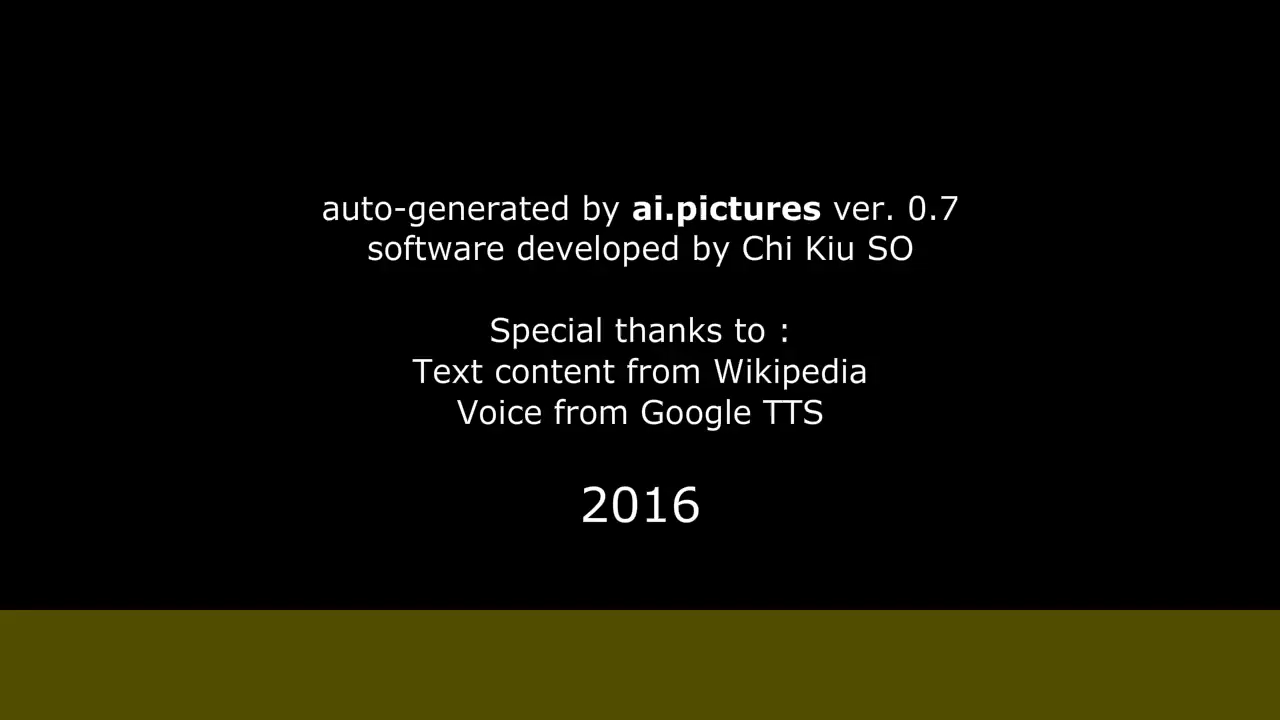 auto-generated by ai.pictures ver. 0.7
software developed by Chi Kiu SO
Special thanks to :
Text content from Wikipedia
Voice from Google TTS
2016